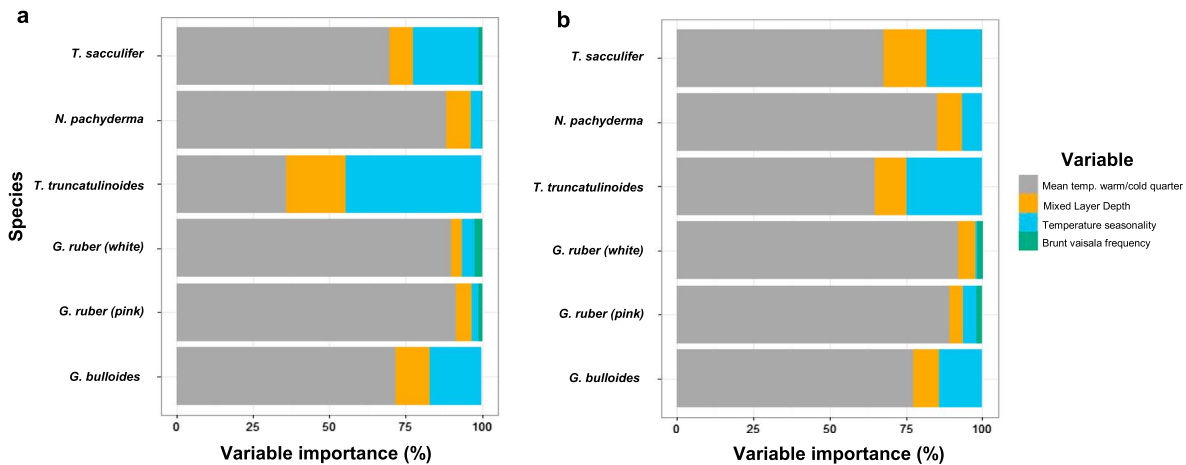 a
Species
T. sacculifer
N. pachyderma
T. truncatulinoides
G. ruber (white)
G. ruber (pink)
G. bulloides
0 25 50 75 100
Variable importance (%)
b
T. sacculifer
N. pachyderma
T. truncatulinoides
G. ruber (white)
G. ruber (pink)
G. bulloides
0 25 50 75 100
Variable importance (%)
Variable
Mean temp. warm/cold quarter
Mixed Layer Depth
Temperature seasonality
Brunt vaisala frequency